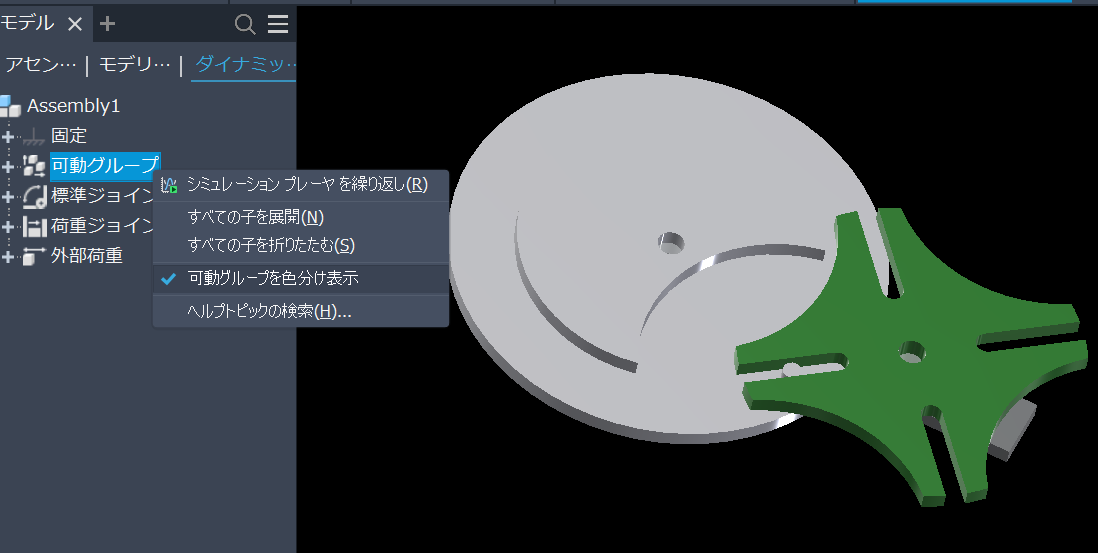 モデル
アセン… | モデリ… | ダイナミッ…
Assembly1
固定
可動グループ
シミュレーション プレーヤ を繰り返し(R)
標準ジョイン
すべての子を展開(N)
荷重ジョイン
すべての子を折りたたむ(S)
外部荷重
可動グループを色分け表示
ヘルプトピックの検索(H)...